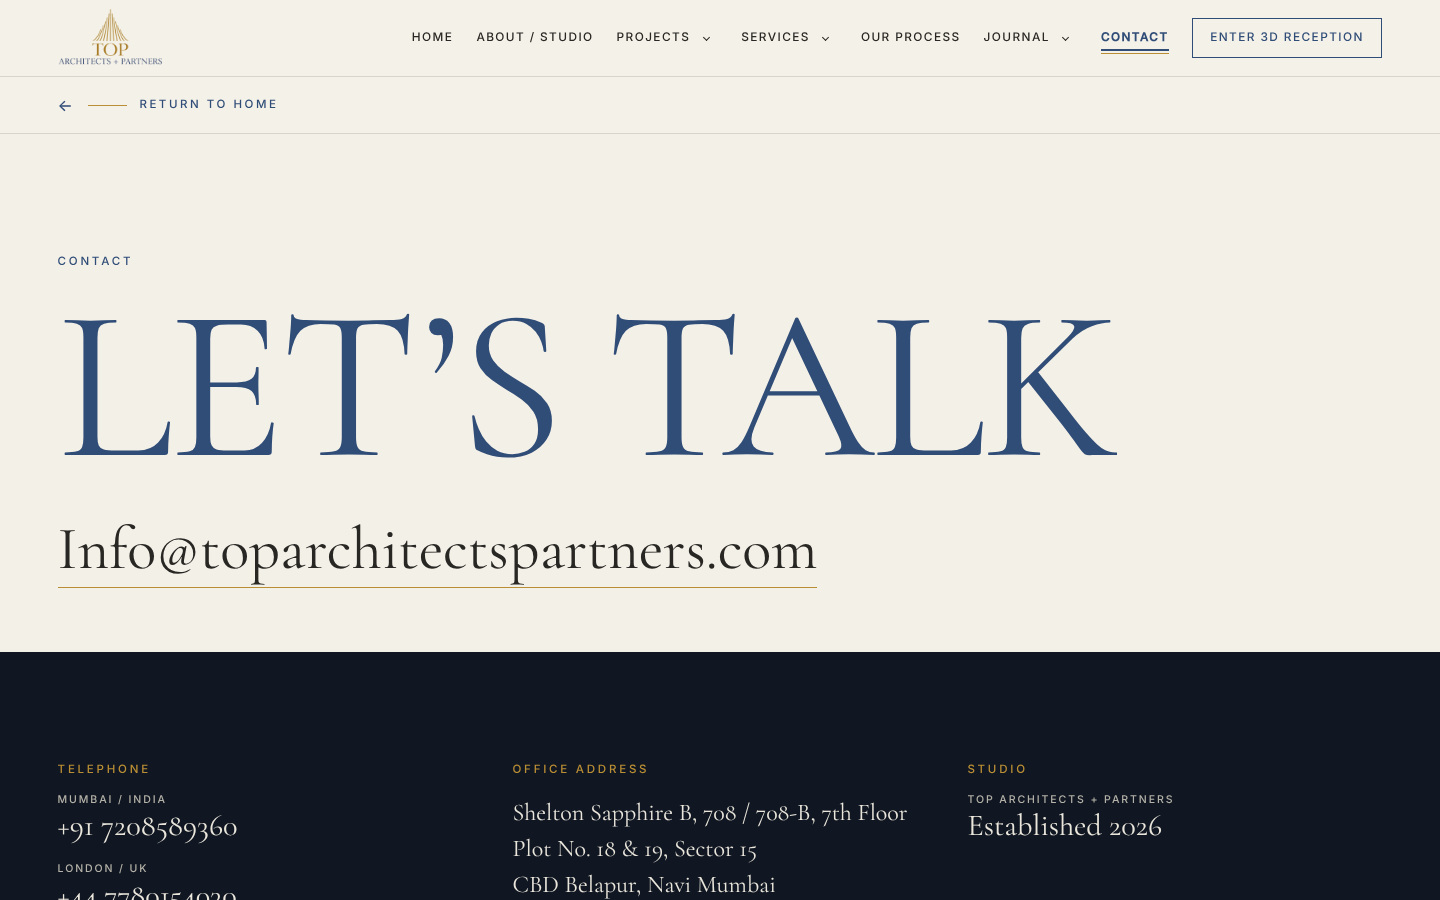 TOP
ARCHITECTS + PARTNERS
HOME ABOUT / STUDIO PROJECTS SERVICES OUR PROCESS JOURNAL CONTACT ENTER 3D RECEPTION
RETURN TO HOME
CONTACT
LET’S TALK
Info@toparchitectspartners.com
TELEPHONE
MUMBAI / INDIA
+91 7208589360
LONDON / UK
OFFICE ADDRESS
Shelton Sapphire B, 708 / 708-B, 7th Floor
Plot No. 18 & 19, Sector 15
CBD Belapur, Navi Mumbai
STUDIO
TOP ARCHITECTS + PARTNERS
Established 2026